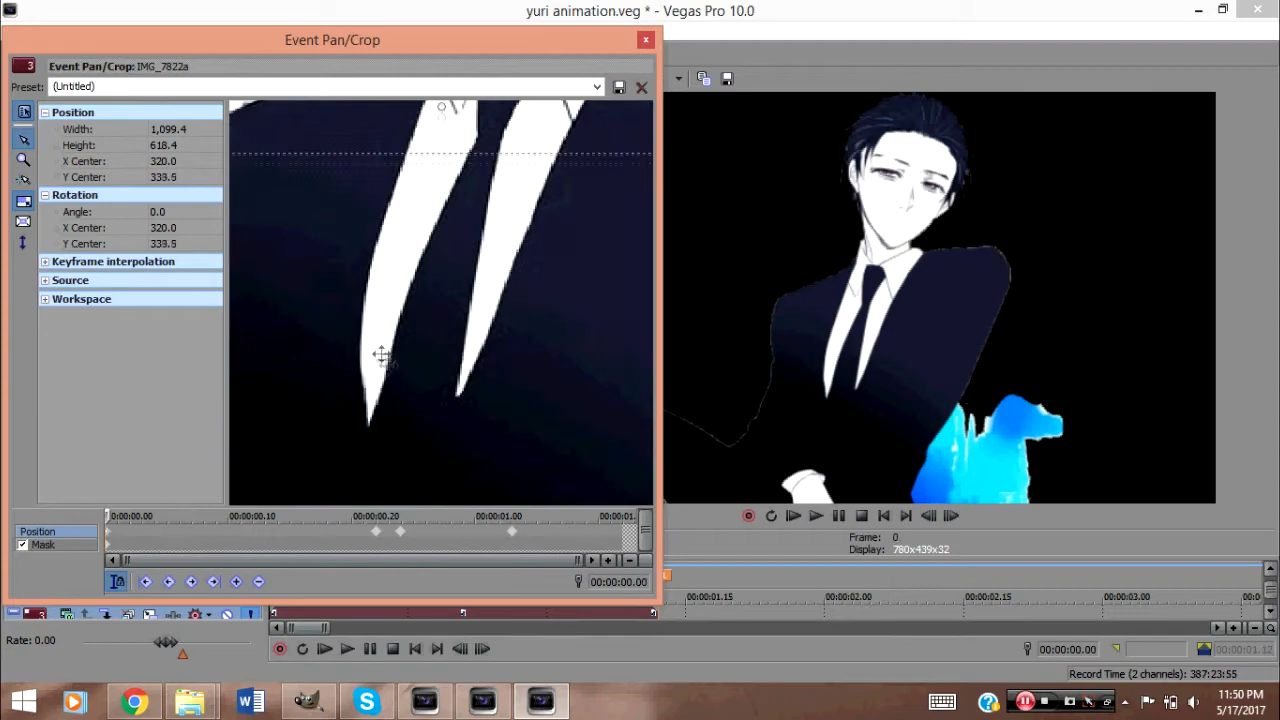 yuri animation.veg * - Vegas Pro 10.0
Event Pan/Crop
3
Event Pan/Crop: IMG_7822a
Preset:
(Untitled)
Position
Width: 1,099.4
Height: 618.4
X Center: 320.0
Y Center: 333.5
Rotation
Angle: 0.0
X Center: 320.0
Y Center: 333.5
Keyframe interpolation
Source
Workspace
0:00:00:00.00
00:00:00.10
00:00:00.20
00:00:01.00
00:00:01.
Position
Mask
00:00:00.00
Frame: 0
Display: 780x439x32
00:00:01.15
00:00:02.00
00:00:02.15
00:00:03.00
00:0
3
Rate: 0.00
00:00:00.00
00:00:01.12
Record Time (2 channels): 387:23:55
11:50 PM
5/17/2017